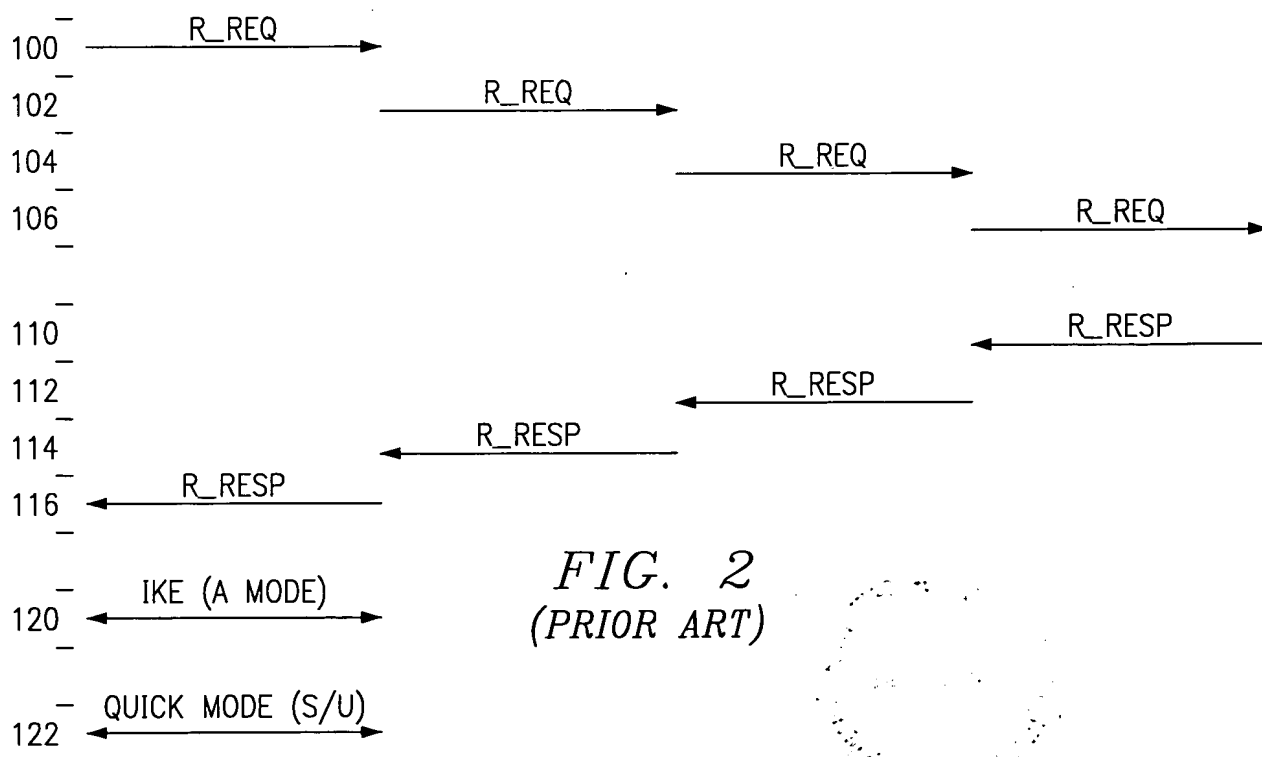 100 R_REQ
102 R_REQ
104 R_REQ
106 R_REQ
110 R_RESP
112 R_RESP
114 R_RESP
116 R_RESP
120 IKE (A MODE)
122 QUICK MODE (S/U)
FIG. 2
(PRIOR ART)